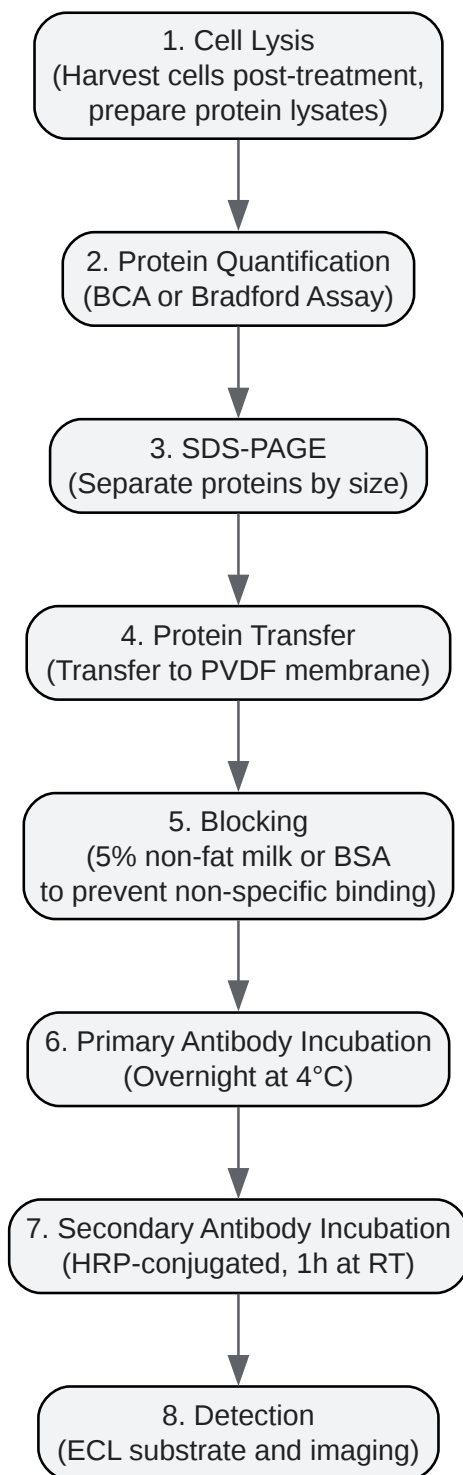 1. Cell Lysis
(Harvest cells post-treatment,
prepare protein lysates)
2. Protein Quantification
(BCA or Bradford Assay)
3. SDS-PAGE
(Separate proteins by size)
4. Protein Transfer
(Transfer to PVDF membrane)
5. Blocking
(5% non-fat milk or BSA
to prevent non-specific binding)
6. Primary Antibody Incubation
(Overnight at 4°C)
7. Secondary Antibody Incubation
(HRP-conjugated, 1h at RT)
8. Detection
(ECL substrate and imaging)